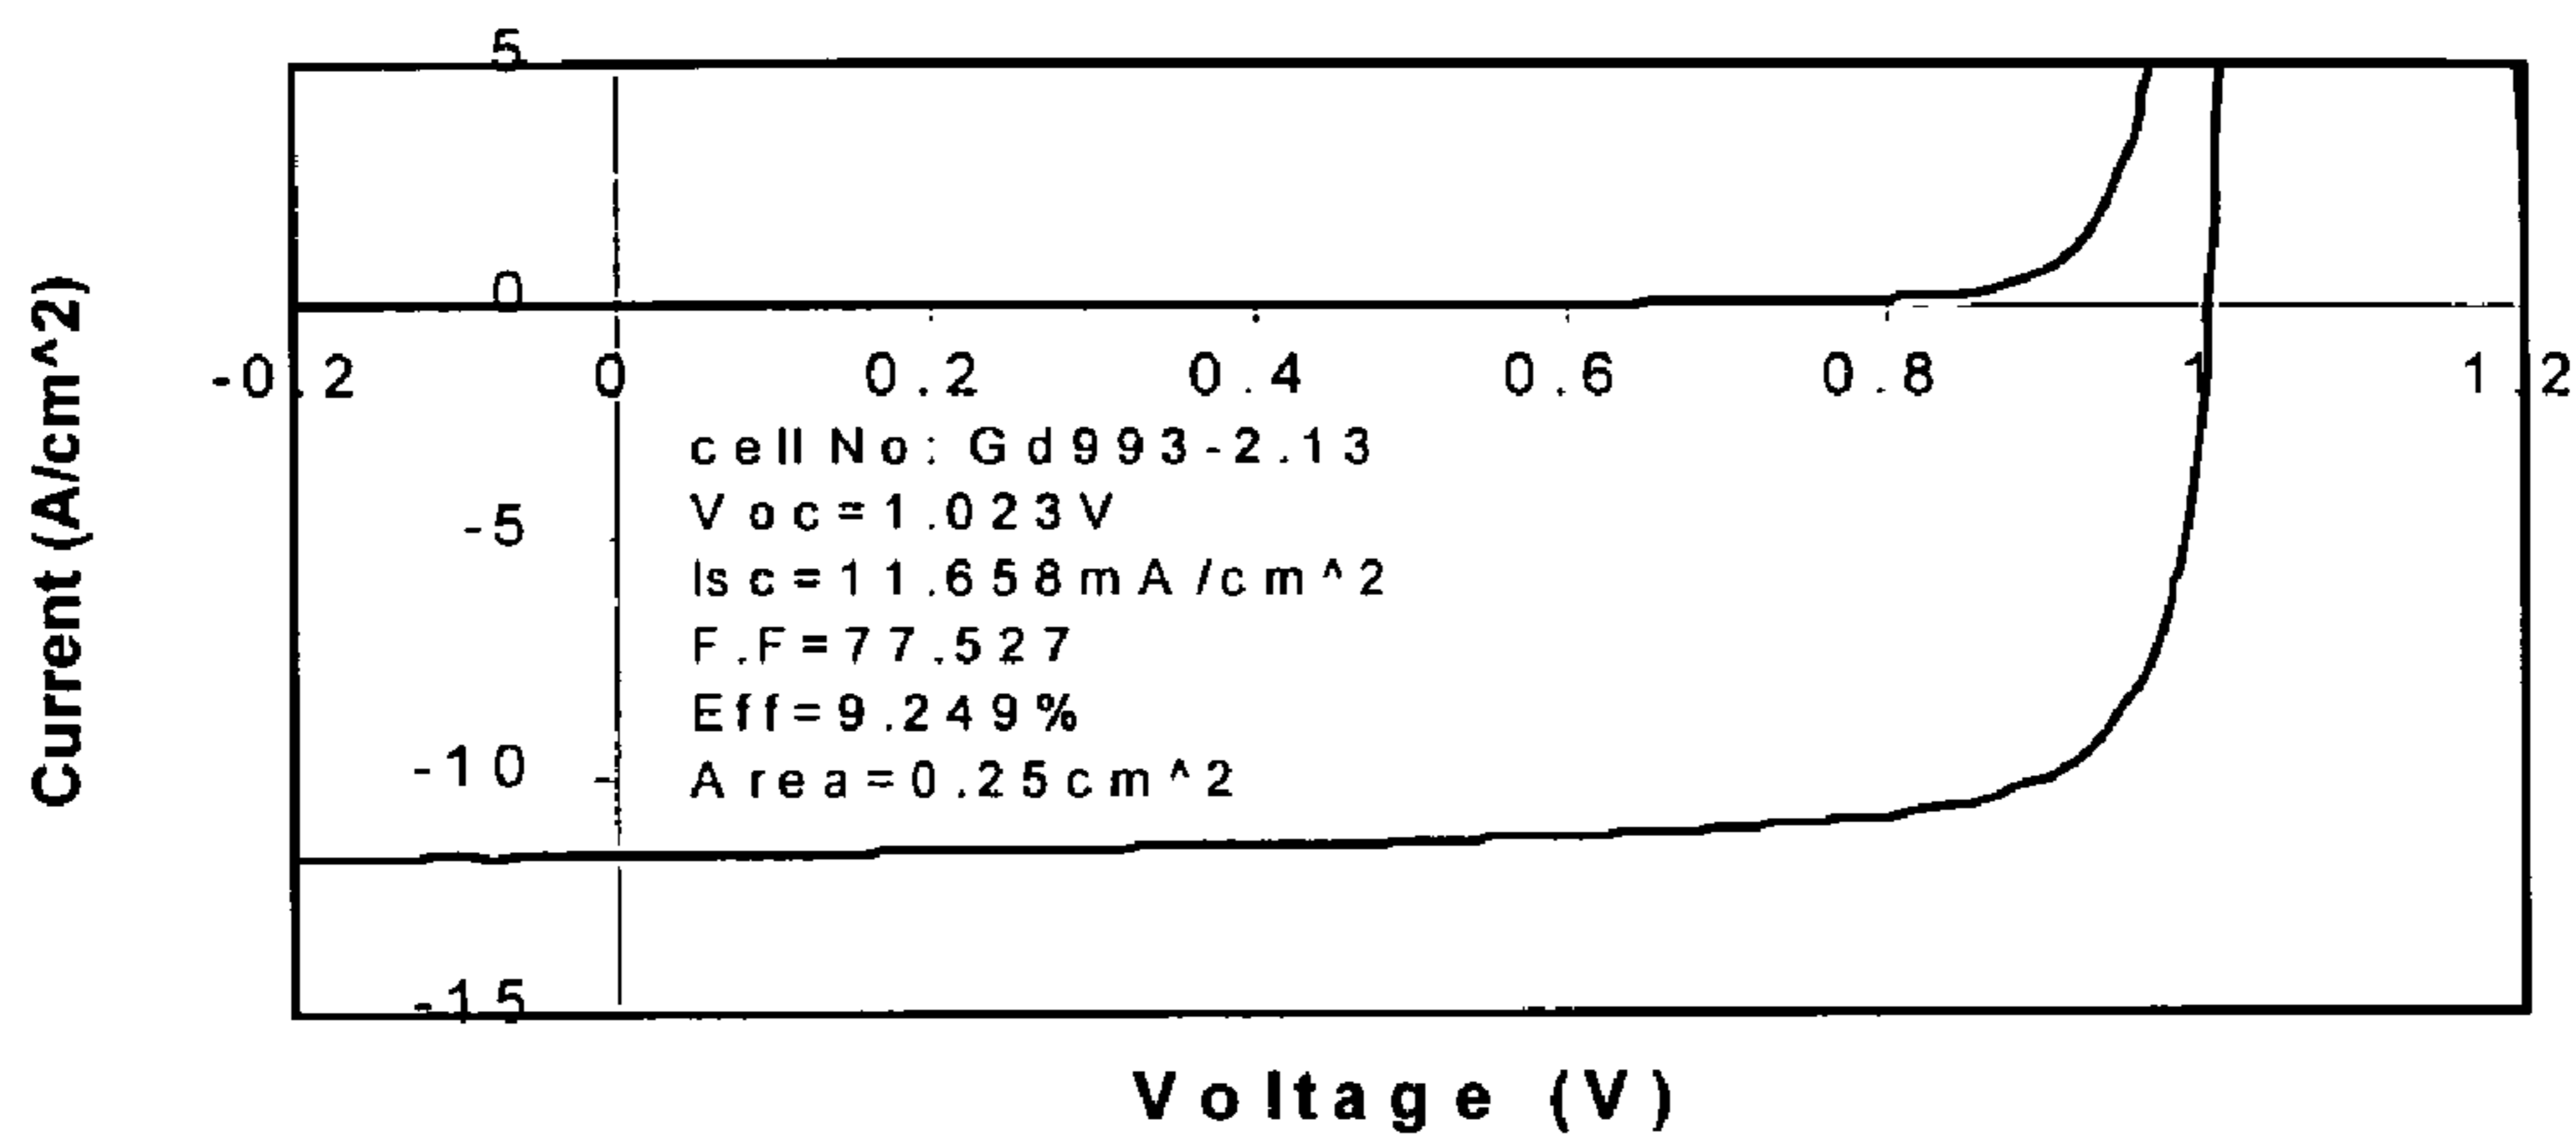 5
0
-0.2 0 0.2 0.4 0.6 0.8 1 1.2
cell No: Gd993-2.13
Voc=1.023V
-5
Isc=11.658mA/cm^2
F.F=77.527
Eff=9.249%
-10
Area=0.25cm^2
-15
Current (A/cm^2)
Voltage (V)